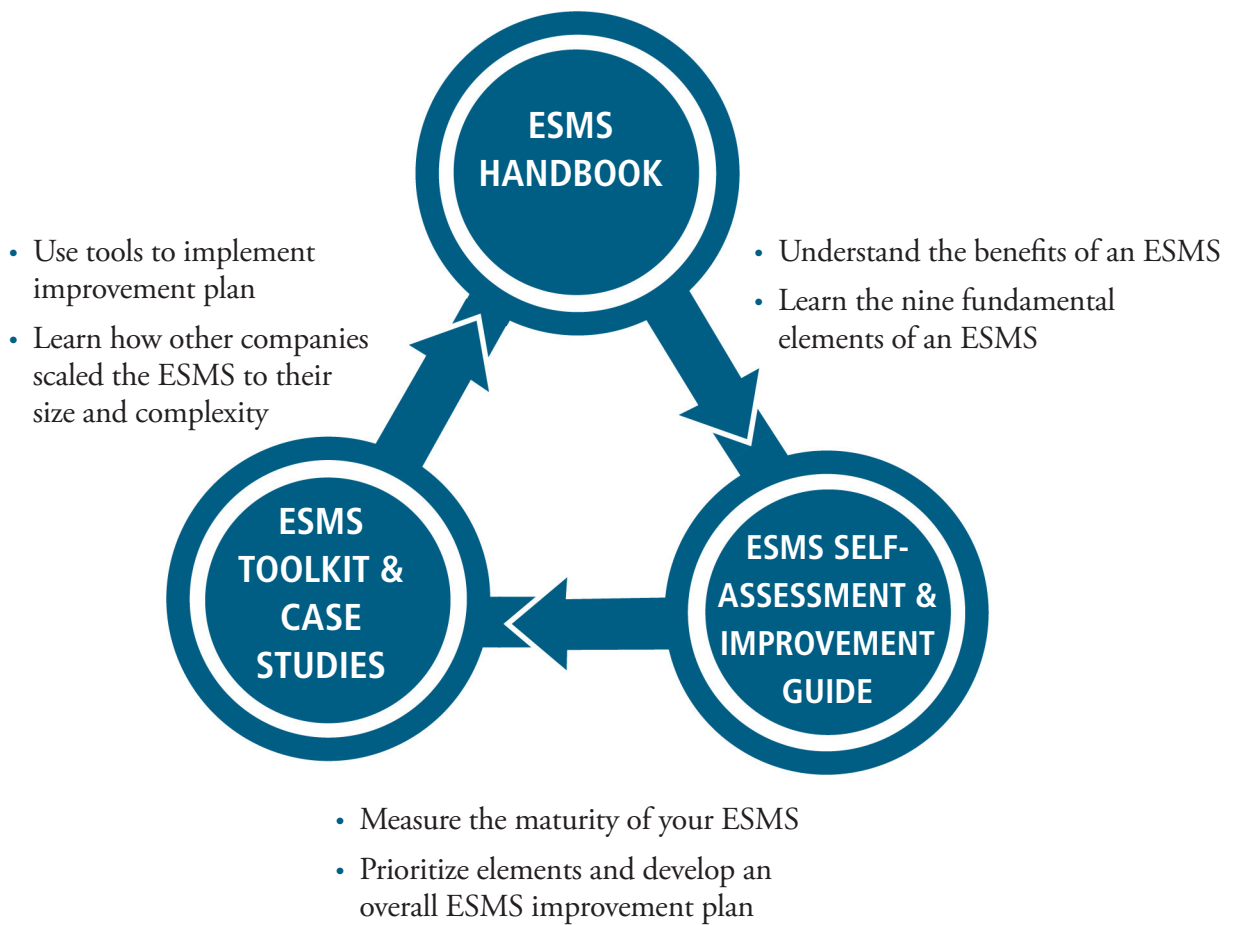 ESMS
HANDBOOK
• Use tools to implement
improvement plan
• Learn how other companies
scaled the ESMS to their
size and complexity
• Understand the benefits of an ESMS
• Learn the nine fundamental
elements of an ESMS
ESMS
TOOLKIT &
CASE
STUDIES
ESMS SELF-
ASSESSMENT &
IMPROVEMENT
GUIDE
• Measure the maturity of your ESMS
• Prioritize elements and develop an
overall ESMS improvement plan